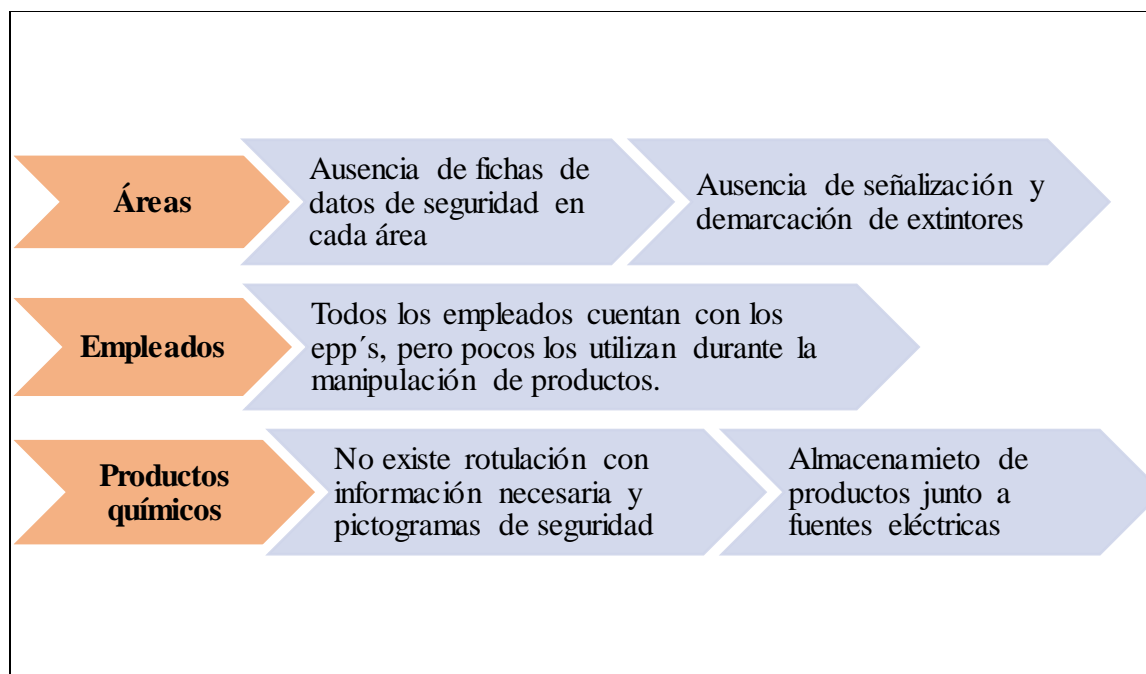 Áreas
Ausencia de fichas de
datos de seguridad en
cada área
Ausencia de señalización y
demarcación de extintores
Empleados
Todos los empleados cuentan con los
epp´s, pero pocos los utilizan durante la
manipulación de productos.
Productos
químicos
No existe rotulación con
información necesaria y
pictogramas de seguridad
Almacenamieto de
productos junto a
fuentes eléctricas